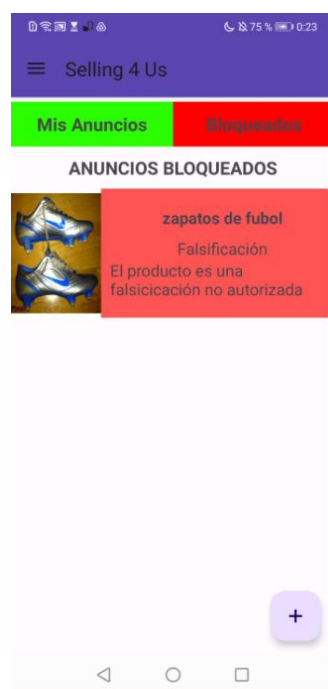 75 % 0:23
Selling 4 Us
Mis Anuncios Bloqueados
ANUNCIOS BLOQUEADOS
zapatos de fubol
Falsificación
El producto es una
falsicicación no autorizada
+